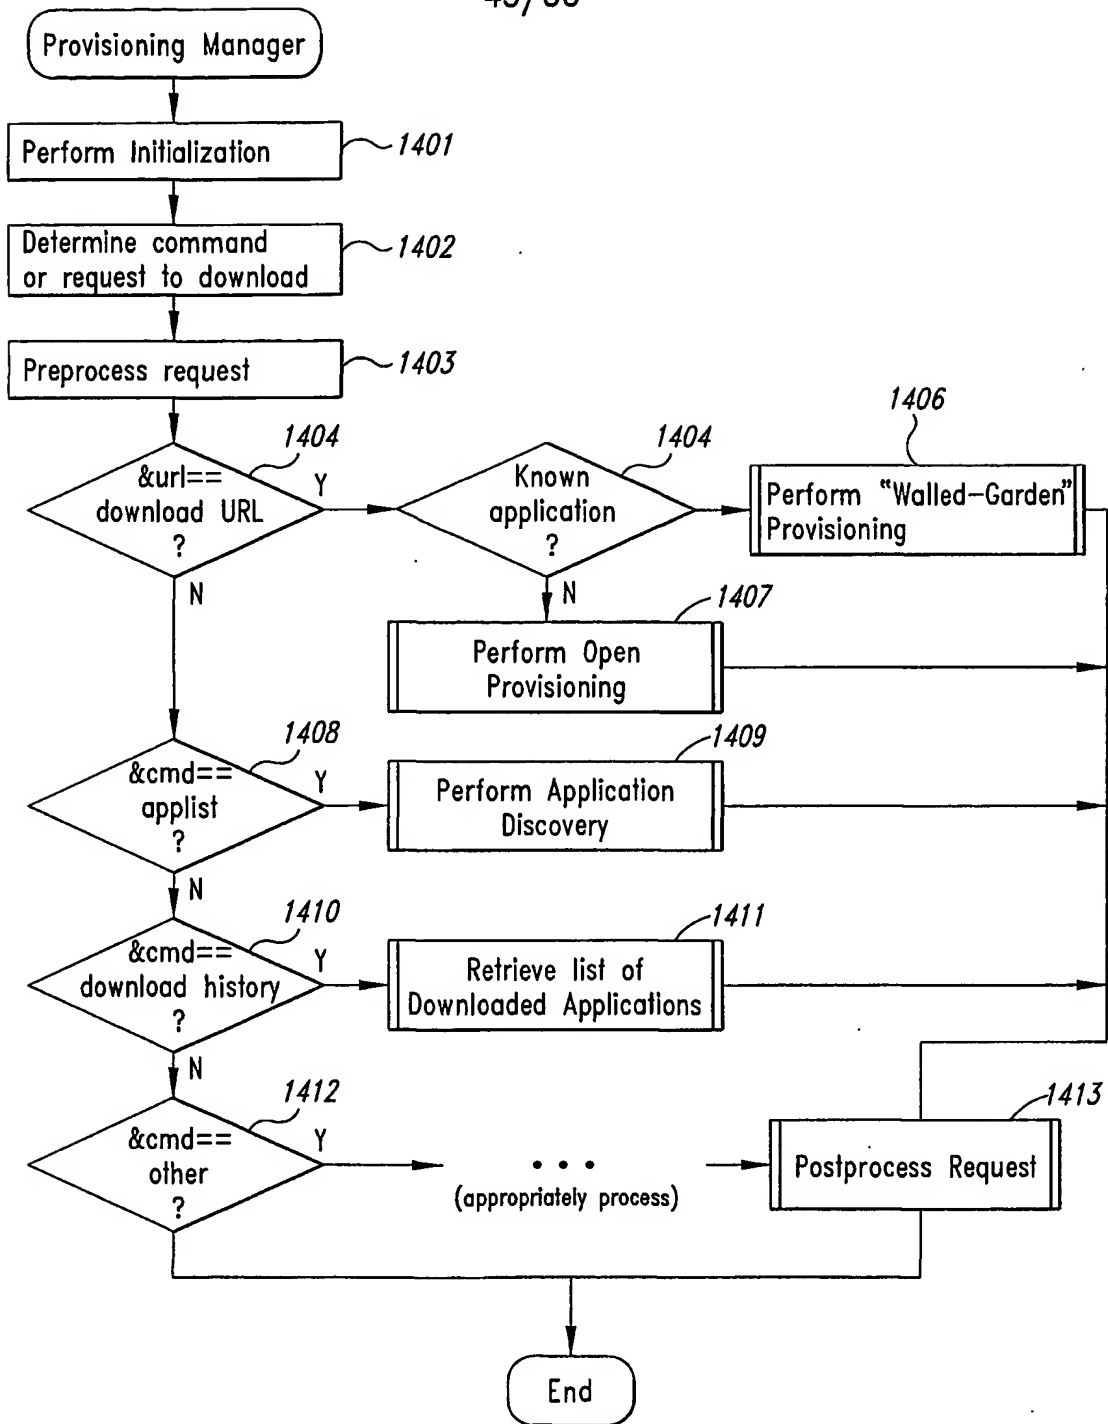 Provisioning Manager
Perform Initialization
1401
Determine command
or request to download
1402
Preprocess request
1403
&url==
download URL
?
1404
Y
N
Known
application
?
1404
N
1406
Perform "Walled-Garden"
Provisioning
1407
Perform Open
Provisioning
&cmd==
applist
?
1408
Y
N
1409
Perform Application
Discovery
&cmd==
download history
?
1410
Y
N
1411
Retrieve list of
Downloaded Applications
&cmd==
other
?
1412
Y
• • •
(appropriately process)
1413
Postprocess Request
End